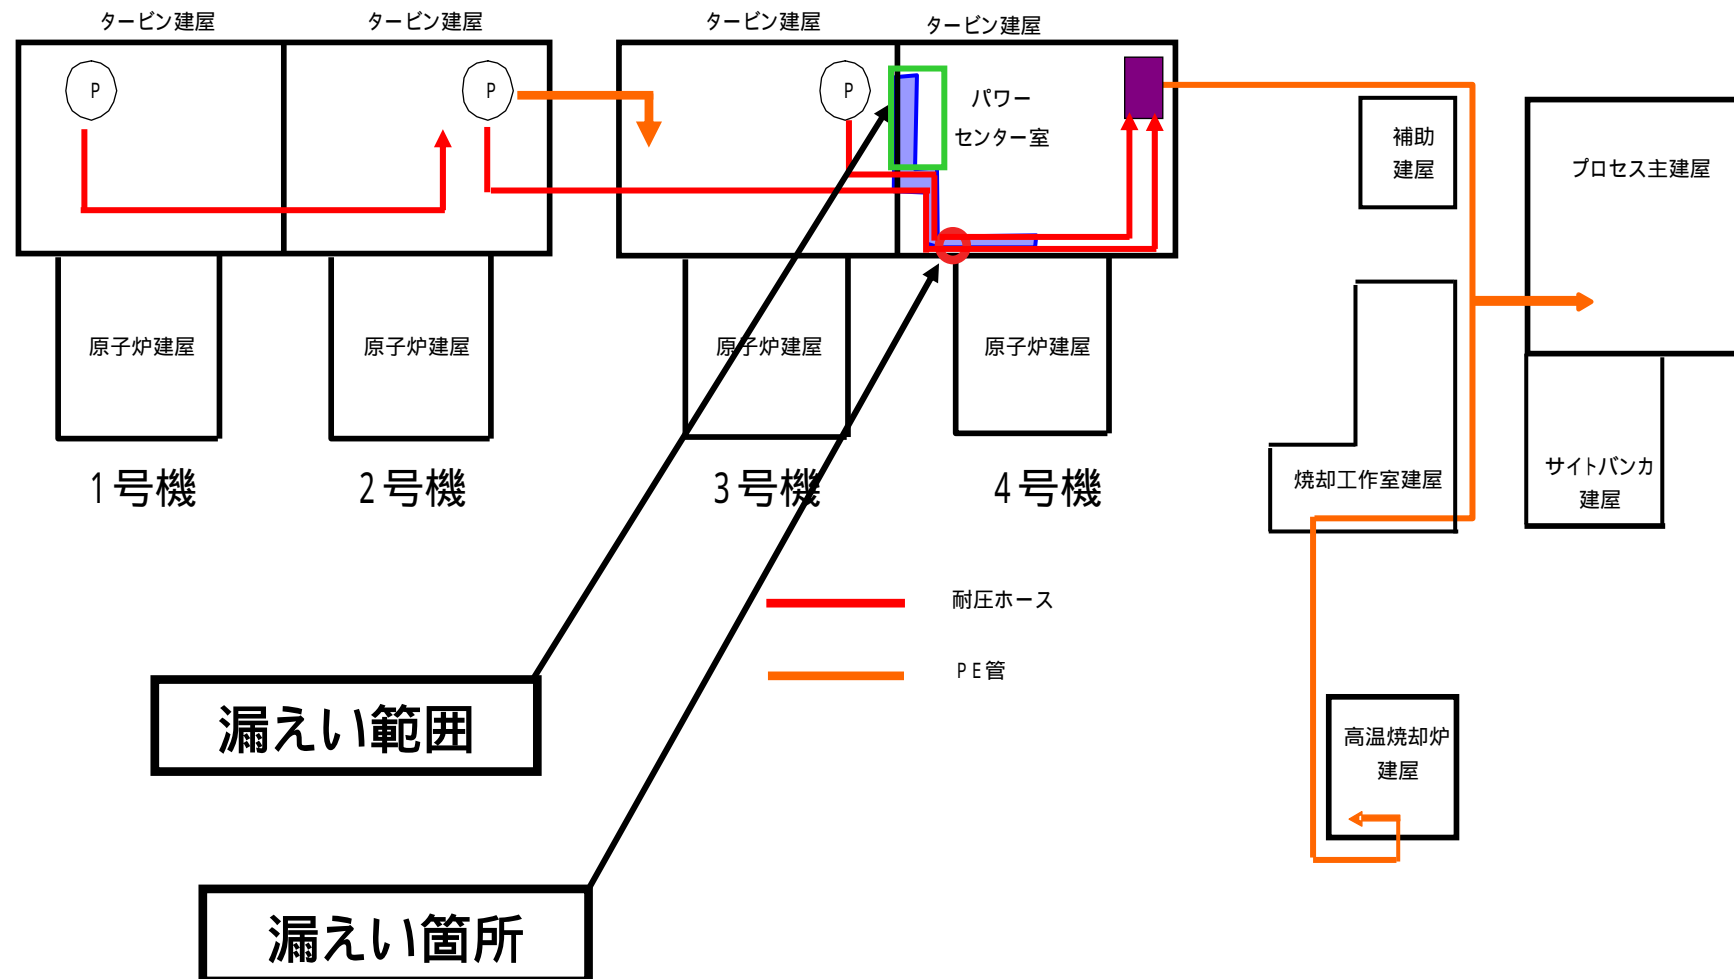 タービン建屋
タービン建屋
タービン建屋
タービン建屋
P
P
P
パワー
センター室
補助
建屋
プロセス主建屋
原子炉建屋
原子炉建屋
原子炉建屋
原子炉建屋
1号機
2号機
3号機
4号機
焼却工作室建屋
サイトバンカ
建屋
耐圧ホース
PE管
漏えい範囲
高温焼却炉
建屋
漏えい箇所